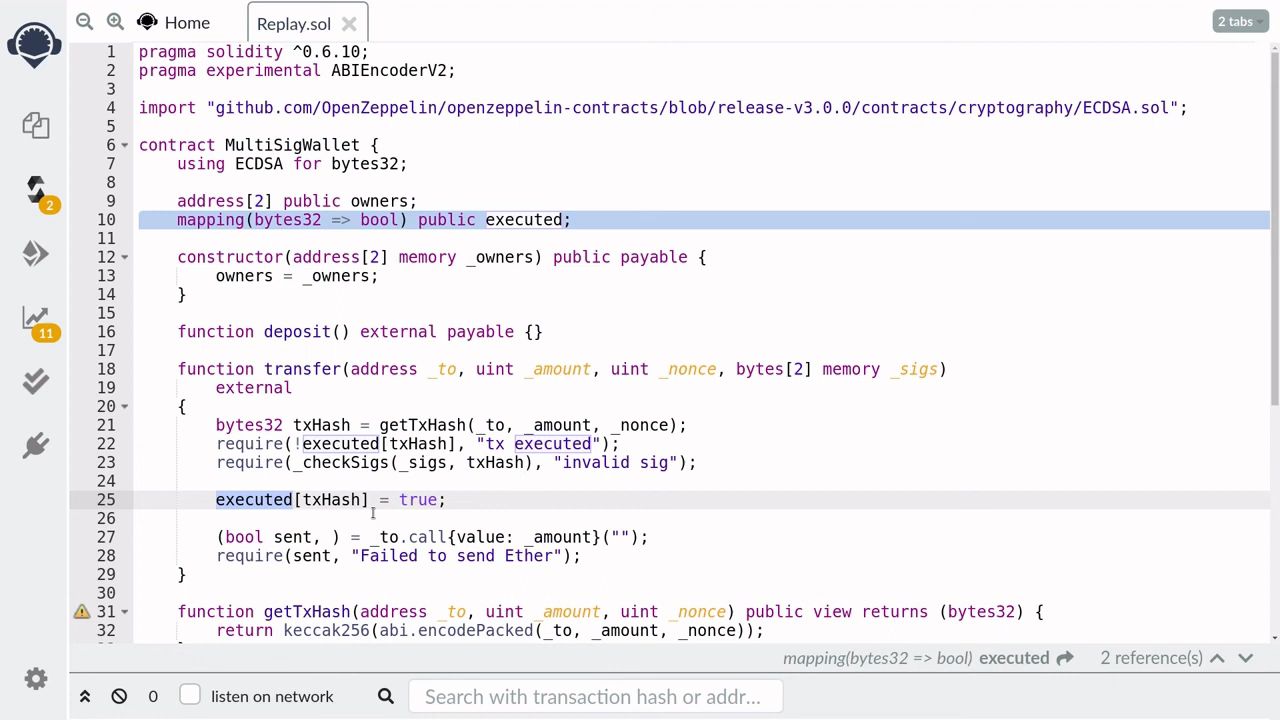 Home
Replay.sol
2 tabs
1 pragma solidity ^0.6.10;
2 pragma experimental ABIEncoderV2;
3
4 import "github.com/OpenZeppelin/openzeppelin-contracts/blob/release-v3.0.0/contracts/cryptography/ECDSA.sol";
5
6 contract MultiSigWallet {
7 using ECDSA for bytes32;
8
9 address[2] public owners;
10 mapping(bytes32 => bool) public executed;
11
12 constructor(address[2] memory _owners) public payable {
13 owners = _owners;
14 }
15
16 function deposit() external payable {}
17
18 function transfer(address _to, uint _amount, uint _nonce, bytes[2] memory _sigs)
19 external
20 {
21 bytes32 txHash = getTxHash(_to, _amount, _nonce);
22 require(!executed[txHash], "tx executed");
23 require(_checkSigs(_sigs, txHash), "invalid sig");
24
25 executed[txHash] = true;
26
27 (bool sent, ) = _to.call{value: _amount}("");
28 require(sent, "Failed to send Ether");
29 }
30
31 function getTxHash(address _to, uint _amount, uint _nonce) public view returns (bytes32) {
32 return keccak256(abi.encodePacked(_to, _amount, _nonce));
2
11
mapping(bytes32 => bool) executed 2 reference(s)
0 listen on network Search with transaction hash or addr...